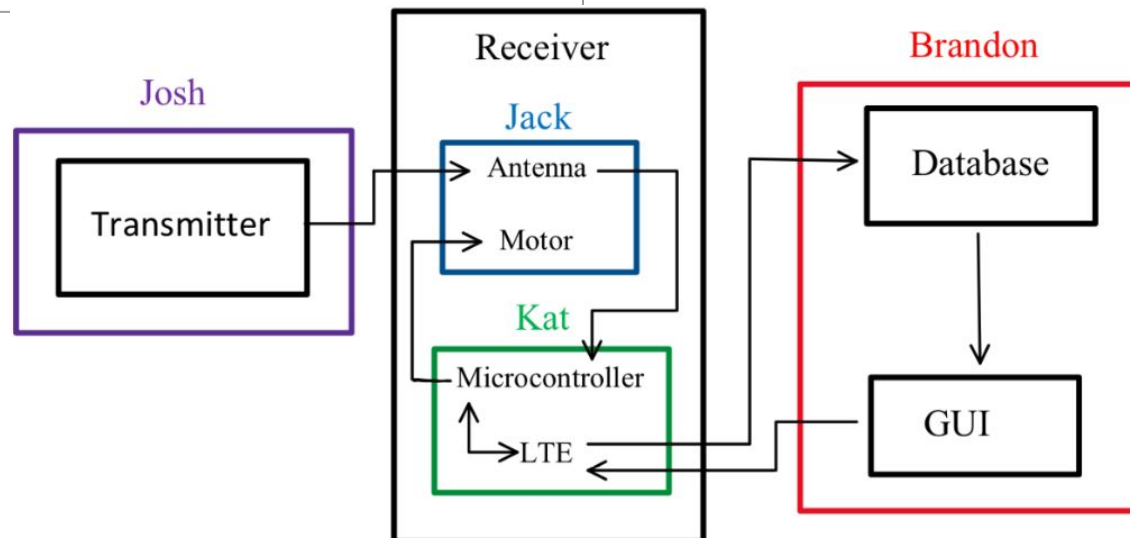 Receiver
Brandon
Josh
Jack
Antenna
Database
Transmitter
Motor
Kat
Microcontroller
GUI
LTE